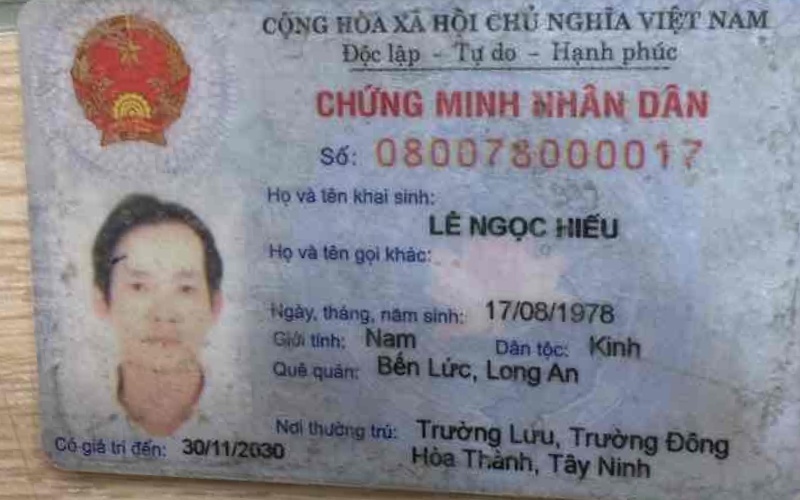 CỘNG HÒA XÃ HỘI CHỦ NGHĨA VIỆT NAM
Độc lập - Tự do - Hạnh phúc
CHỨNG MINH NHÂN DÂN
Số: 080078000017
Họ và tên khai sinh:
LÊ NGỌC HIẾU
Họ và tên gọi khác:
Ngày, tháng, năm sinh: 17/08/1978
Giới tính: Nam Dân tộc: Kinh
Quê quán: Bến Lức, Long An
Nơi thường trú: Trường Lưu, Trường Đông
Hòa Thành, Tây Ninh
Có giá trị đến: 30/11/2030